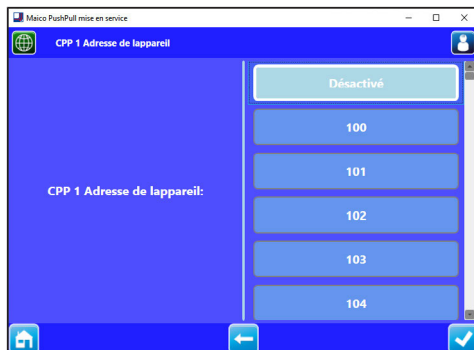 Maico PushPull mise en service
CPP 1 Adresse de lappareil
CPP 1 Adresse de lappareil:
Désactivé
100
101
102
103
104